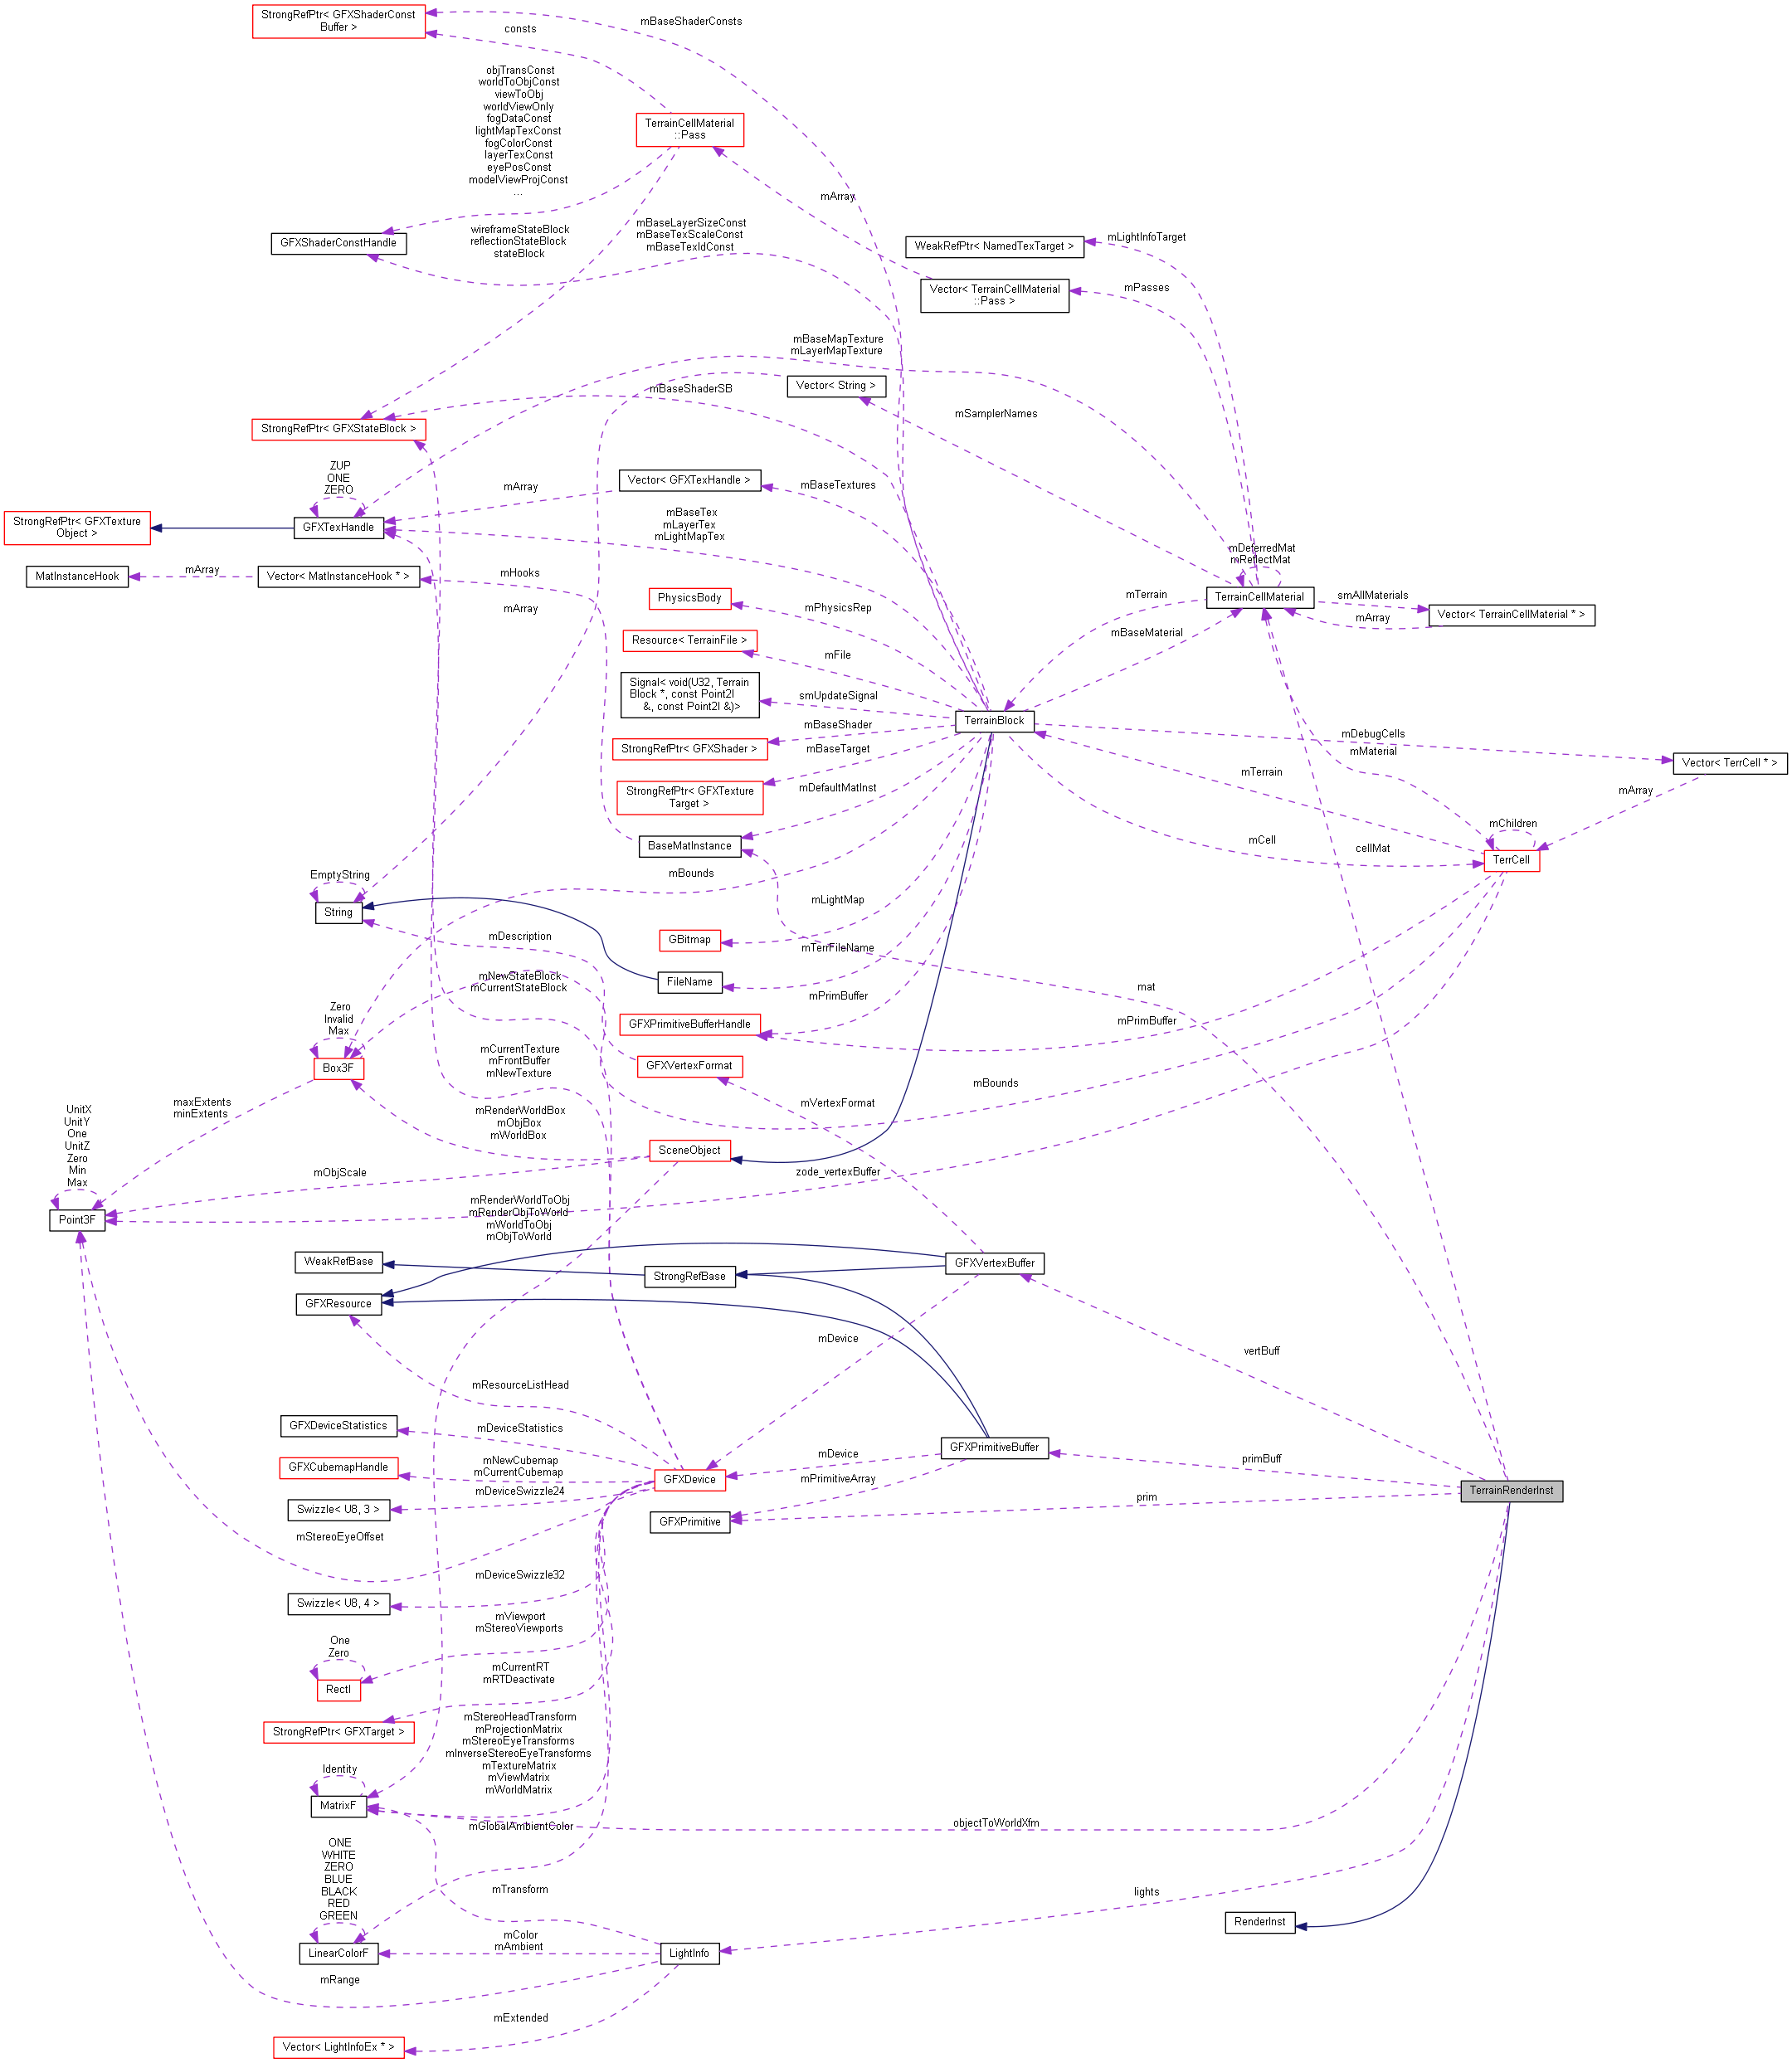 StrongRefPtr< GFXShaderConst
Buffer >
mBaseShaderConsts
consts
objTransConst
worldToObjConst
viewToObj
worldViewOnly
fogDataConst
lightMapTexConst
fogColorConst
layerTexConst
eyePosConst
modelViewProjConst
...
TerrainCellMaterial
::Pass
mArray
GFXShaderConstHandle
wireframeStateBlock
reflectionStateBlock
stateBlock
mBaseLayerSizeConst
mBaseTexScaleConst
mBaseTexIdConst
WeakRefPtr< NamedTexTarget >
mLightInfoTarget
Vector< TerrainCellMaterial
::Pass >
mPasses
mBaseMapTexture
mLayerMapTexture
mBaseShaderSB
Vector< String >
mSamplerNames
StrongRefPtr< GFXStateBlock >
ZUP
ONE
ZERO
mArray
Vector< GFXTexHandle >
mBaseTextures
StrongRefPtr< GFXTexture
Object >
GFXTexHandle
mBaseTex
mLayerTex
mLightMapTex
mDeferredMat
mReflectMat
MatInstanceHook
mArray
Vector< MatInstanceHook * >
mHooks
mArray
PhysicsBody
mPhysicsRep
mTerrain
TerrainCellMaterial
smAllMaterials
mArray
Vector< TerrainCellMaterial * >
Resource< TerrainFile >
mFile
mBaseMaterial
Signal< void(U32, Terrain
Block *, const Point2I
&, const Point2I &)>
smUpdateSignal
TerrainBlock
StrongRefPtr< GFXShader >
mBaseShader
mBaseTarget
mDebugCells
mMaterial
Vector< TerrCell * >
StrongRefPtr< GFXTexture
Target >
mDefaultMatInst
mTerrain
mArray
BaseMatInstance
mCell
cellMat
mChildren
TerrCell
EmptyString
String
mBounds
mLightMap
GBitmap
mDescription
mTerrFileName
FileName
mNewStateBlock
mCurrentStateBlock
mat
mPrimBuffer
GFXPrimitiveBufferHandle
mPrimBuffer
Zero
Invalid
Max
Box3F
mCurrentTexture
mFrontBuffer
mNewTexture
GFXVertexFormat
mBounds
maxExtents
minExtents
mVertexFormat
UnitX
UnitY
One
UnitZ
Zero
Min
Max
Point3F
mRenderWorldBox
mObjBox
mWorldBox
SceneObject
mObjScale
zode_vertexBuffer
mRenderWorldToObj
mRenderObjToWorld
mWorldToObj
mObjToWorld
WeakRefBase
StrongRefBase
GFXVertexBuffer
GFXResource
mDevice
vertBuff
mResourceListHead
GFXDeviceStatistics
mDeviceStatistics
GFXPrimitiveBuffer
mDevice
primBuff
GFXCubemapHandle
mNewCubemap
mCurrentCubemap
GFXDevice
mPrimitiveArray
TerrainRenderInst
mDeviceSwizzle24
Swizzle< U8, 3 >
GFXPrimitive
prim
mStereoEyeOffset
mDeviceSwizzle32
Swizzle< U8, 4 >
mViewport
mStereoViewports
One
Zero
RectI
mCurrentRT
mRTDeactivate
StrongRefPtr< GFXTarget >
mStereoHeadTransform
mProjectionMatrix
mStereoEyeTransforms
mInverseStereoEyeTransforms
mTextureMatrix
mViewMatrix
mWorldMatrix
Identity
MatrixF
objectToWorldXfm
mGlobalAmbientColor
ONE
WHITE
ZERO
BLUE
BLACK
RED
GREEN
mTransform
lights
RenderInst
LinearColorF
mColor
mAmbient
LightInfo
mRange
mExtended
Vector< LightInfoEx * >